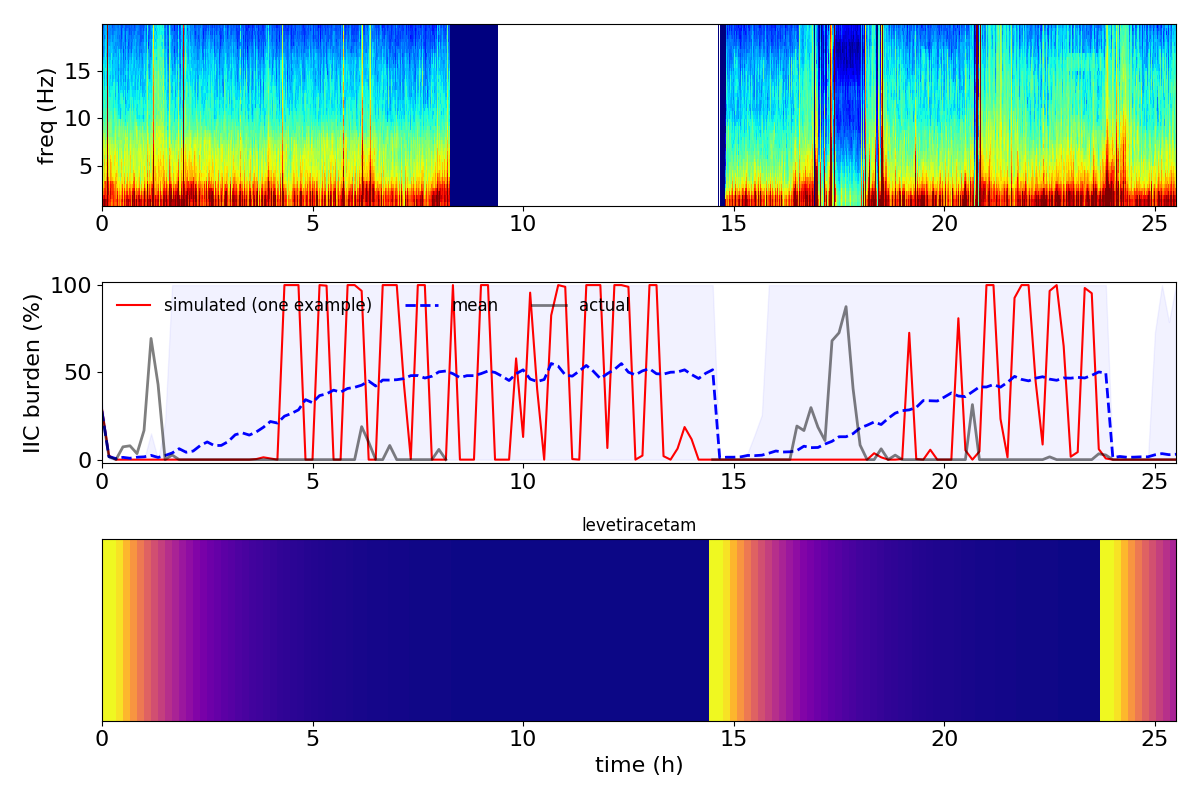 freq (Hz)
15
10
5
0 5 10 15 20 25
IIC burden (%)
100
50
0
simulated (one example) mean actual
0 5 10 15 20 25
levetiracetam
0 5 10 15 20 25
time (h)